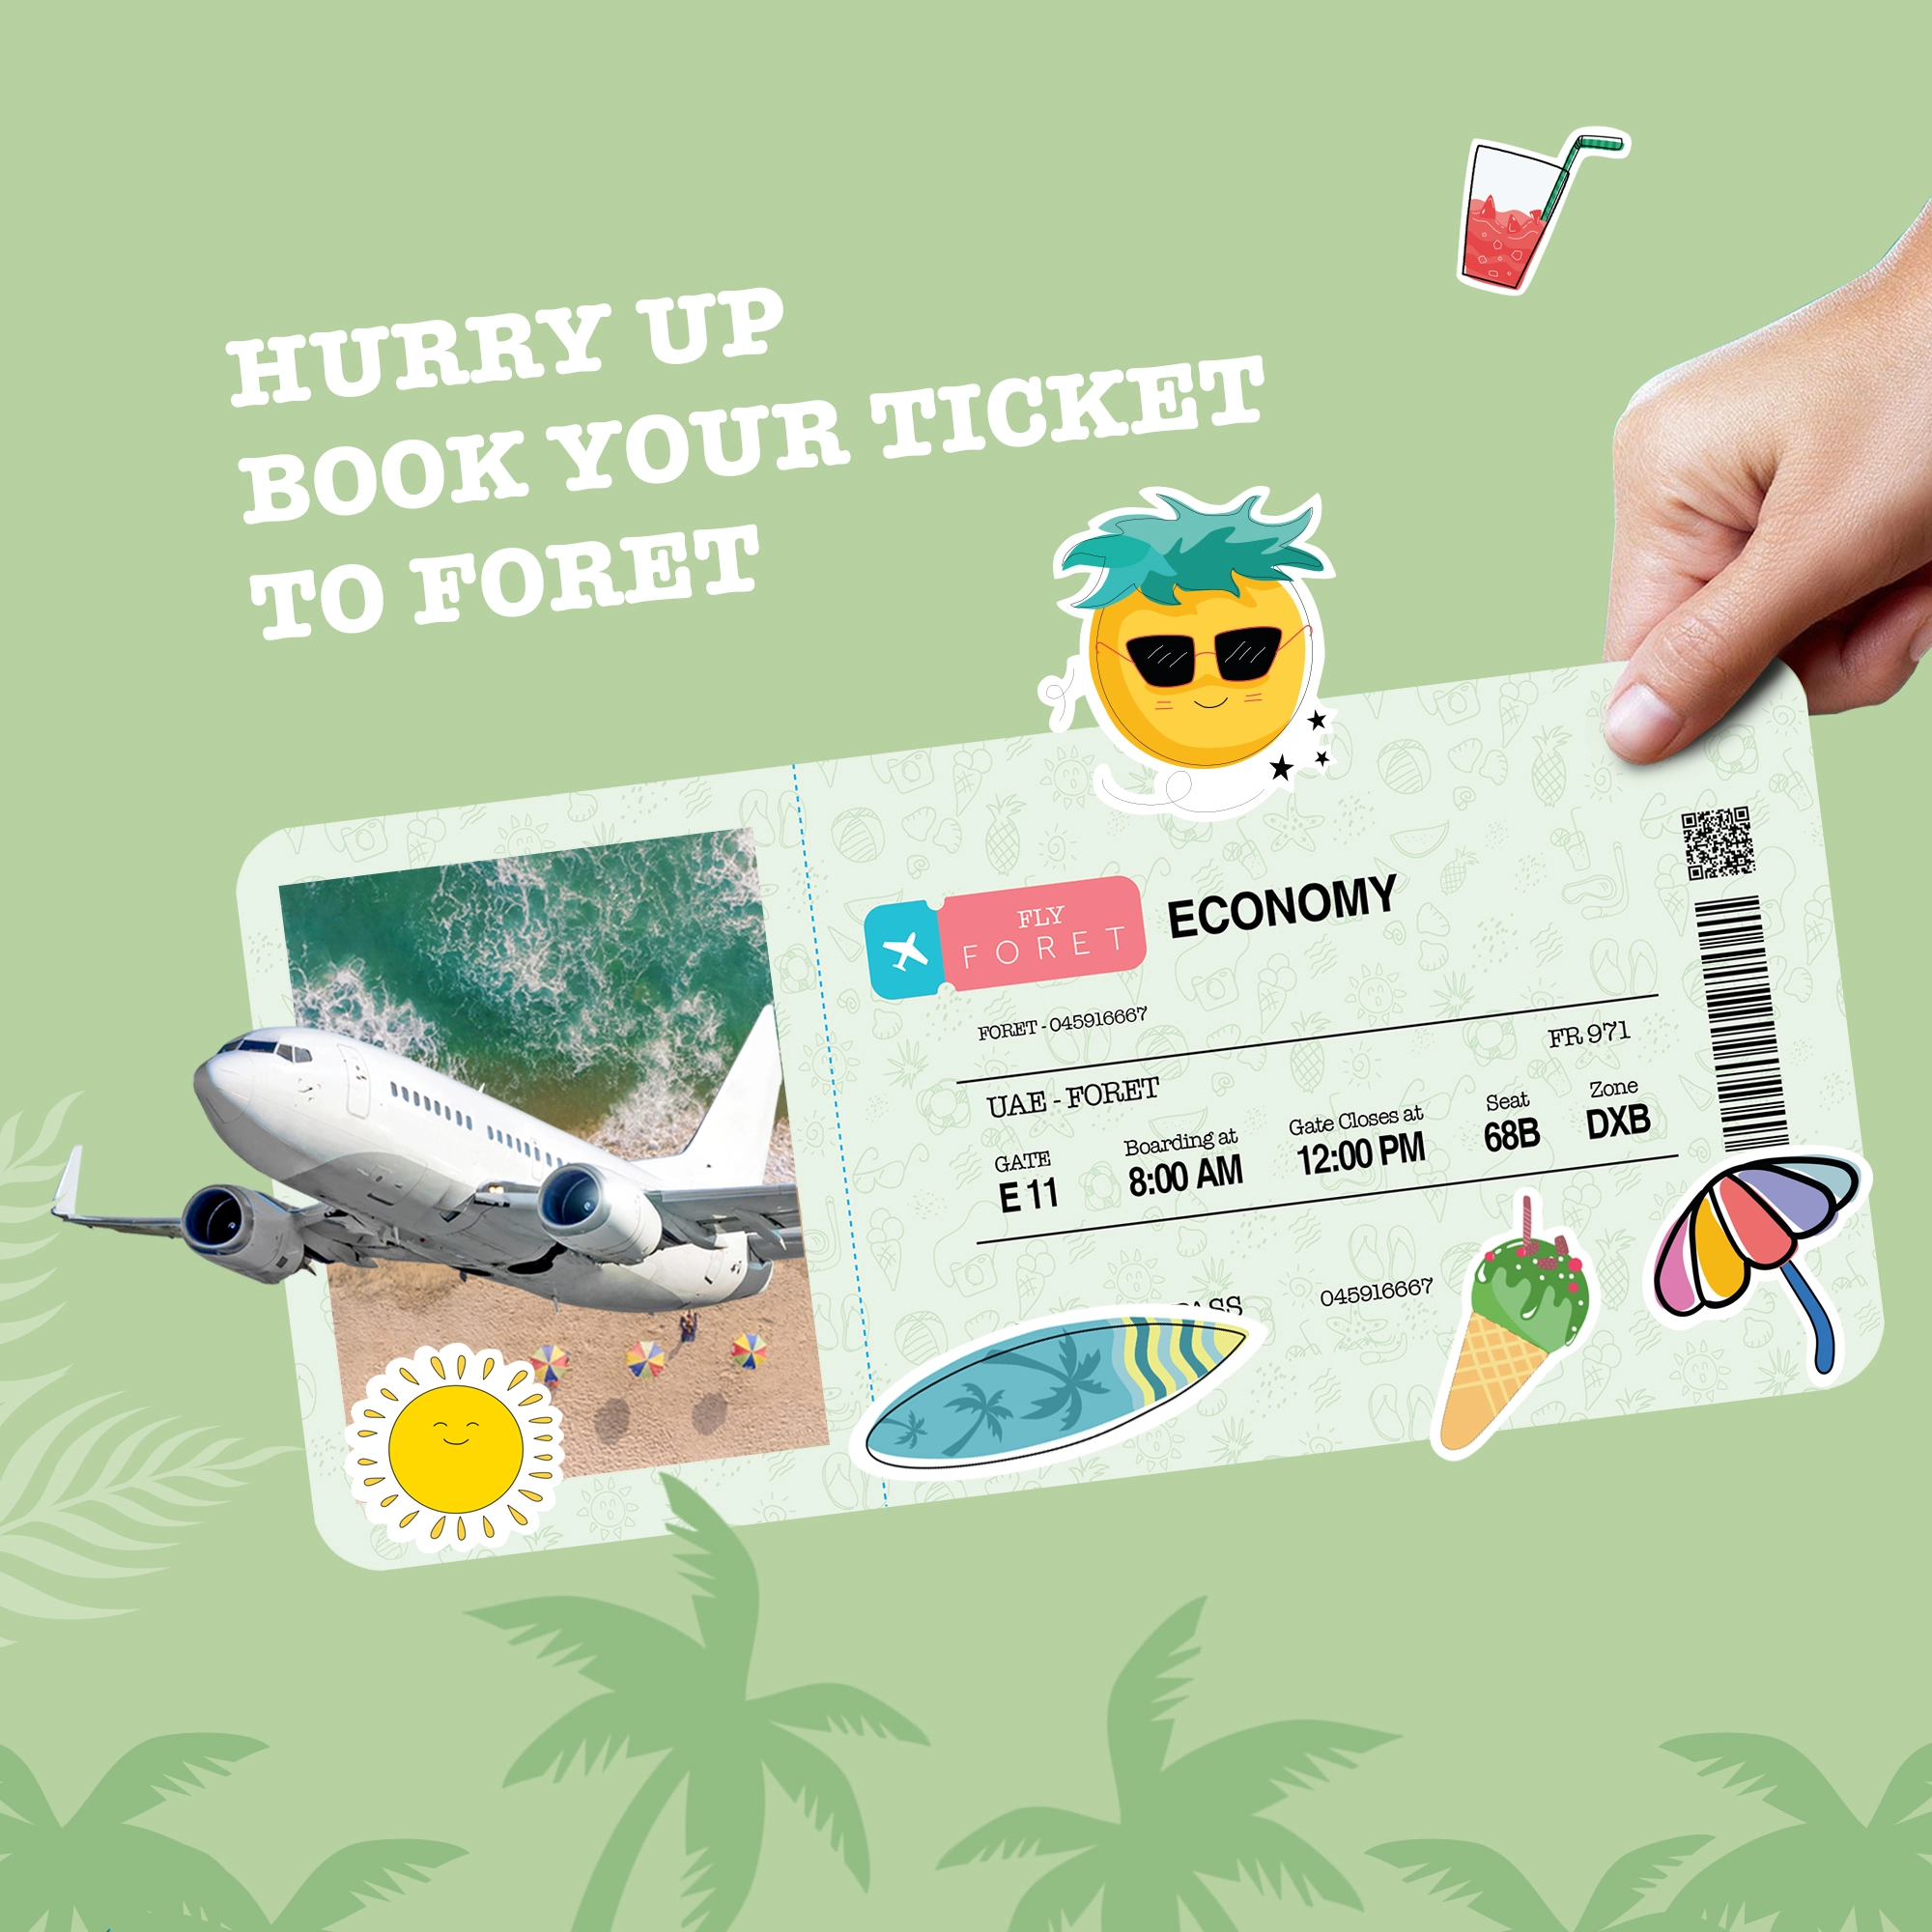 HURRY UP
BOOK YOUR TICKET
TO FORET
FLY
FORET
ECONOMY
FORET - 045916667
FR 971
UAE - FORET
GATE
E 11
Boarding at
8:00 AM
Gate Closes at
12:00 PM
Seat
68B
Zone
DXB
045916667